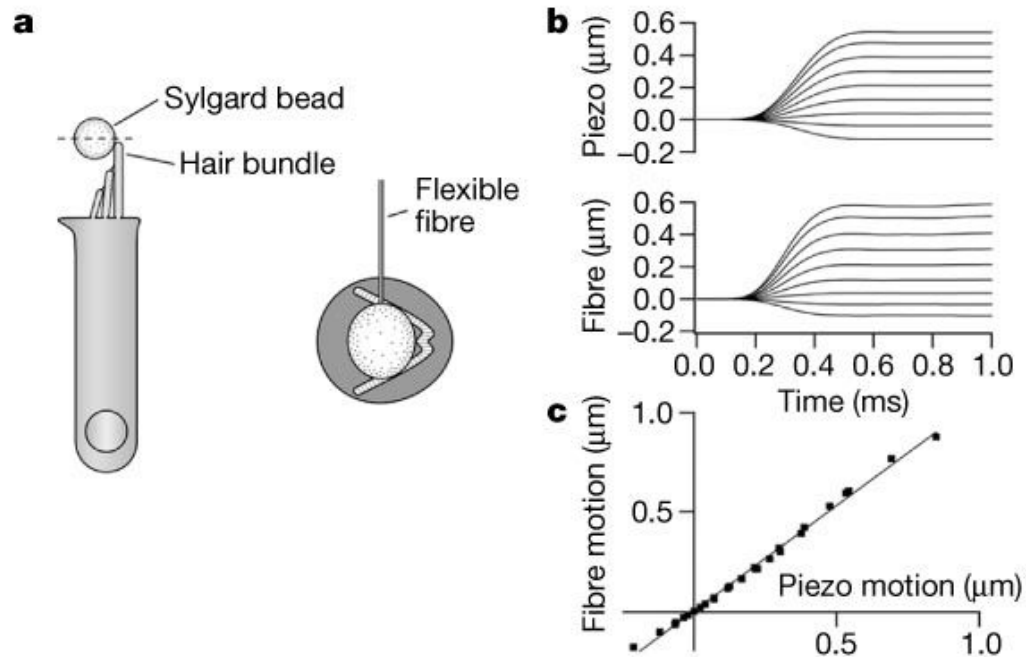 a
Sylgard bead
Hair bundle
Flexible
fibre
b
Piezo (μm)
0.6
0.4
0.2
0.0
–0.2
Fibre (μm)
0.6
0.4
0.2
0.0
–0.2
0.0 0.2 0.4 0.6 0.8 1.0
Time (ms)
c
Fibre motion (μm)
1.0
0.5
Piezo motion (μm)
0.5 1.0